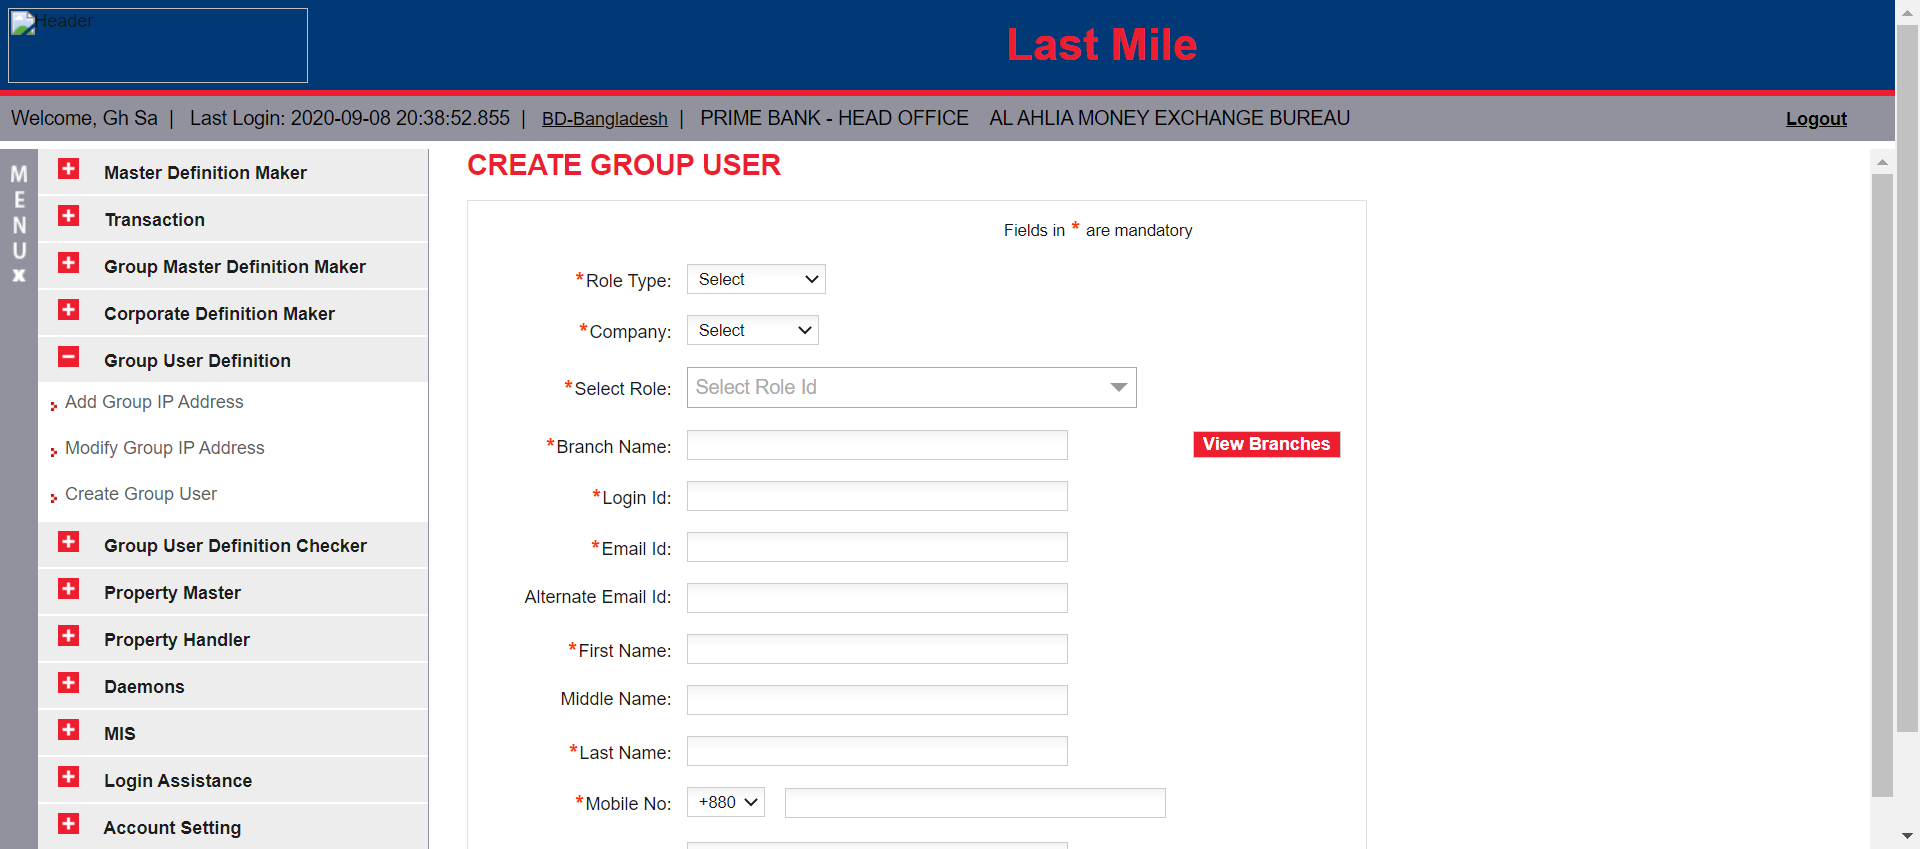 Header
Last Mile
Welcome, Gh Sa | Last Login: 2020-09-08 20:38:52.855 | BD-Bangladesh | PRIME BANK - HEAD OFFICE AL AHLIA MONEY EXCHANGE BUREAU Logout
MENU x
Master Definition Maker
Transaction
Group Master Definition Maker
Corporate Definition Maker
Group User Definition
Add Group IP Address
Modify Group IP Address
Create Group User
Group User Definition Checker
Property Master
Property Handler
Daemons
MIS
Login Assistance
Account Setting
CREATE GROUP USER
Fields in * are mandatory
*Role Type: Select
*Company: Select
*Select Role: Select Role Id
*Branch Name: View Branches
*Login Id:
*Email Id:
Alternate Email Id:
*First Name:
Middle Name:
*Last Name:
*Mobile No: +880